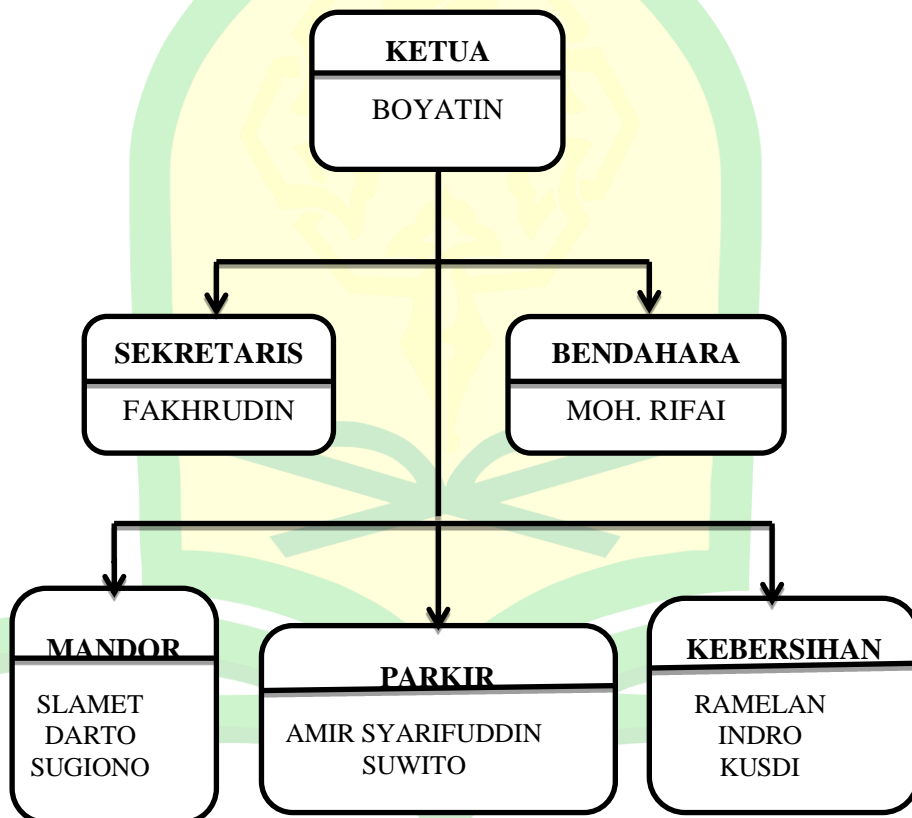 KETUA
BOYATIN
SEKRETARIS
FAKHRUDIN
BENDAHARA
MOH. RIFAI
MANDOR
SLAMET
DARTO
SUGIONO
PARKIR
AMIR SYARIFUDDIN
SUWITO
KEBERSIHAN
RAMELAN
INDRO
KUSDI